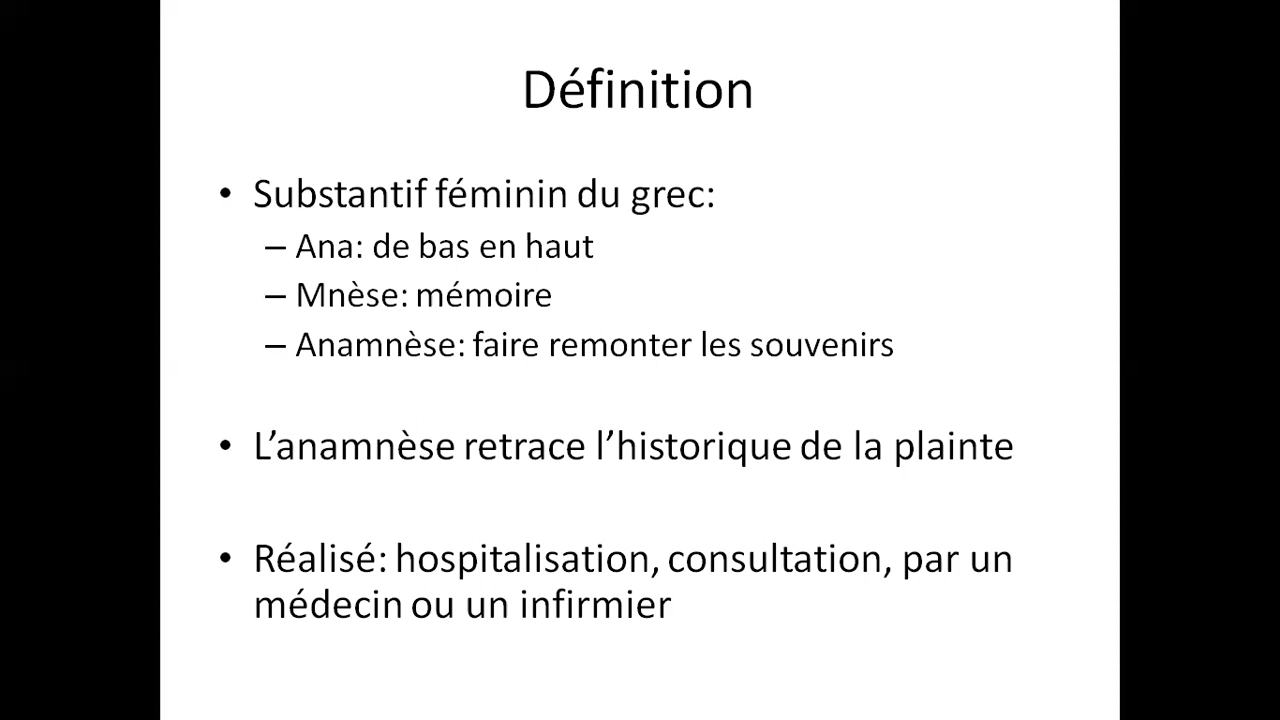 Définition
• Substantif féminin du grec:
– Ana: de bas en haut
– Mnèse: mémoire
– Anamnèse: faire remonter les souvenirs
• L’anamnèse retrace l’historique de la plainte
• Réalisé: hospitalisation, consultation, par un
médecin ou un infirmier